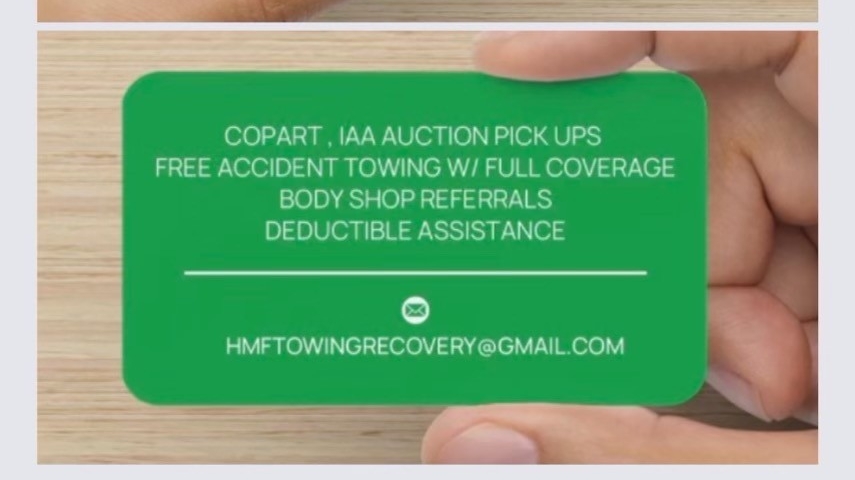 COPART , IAA AUCTION PICK UPS
FREE ACCIDENT TOWING W/ FULL COVERAGE
BODY SHOP REFERRALS
DEDUCTIBLE ASSISTANCE
HMFTOWINGRECOVERY@GMAIL.COM